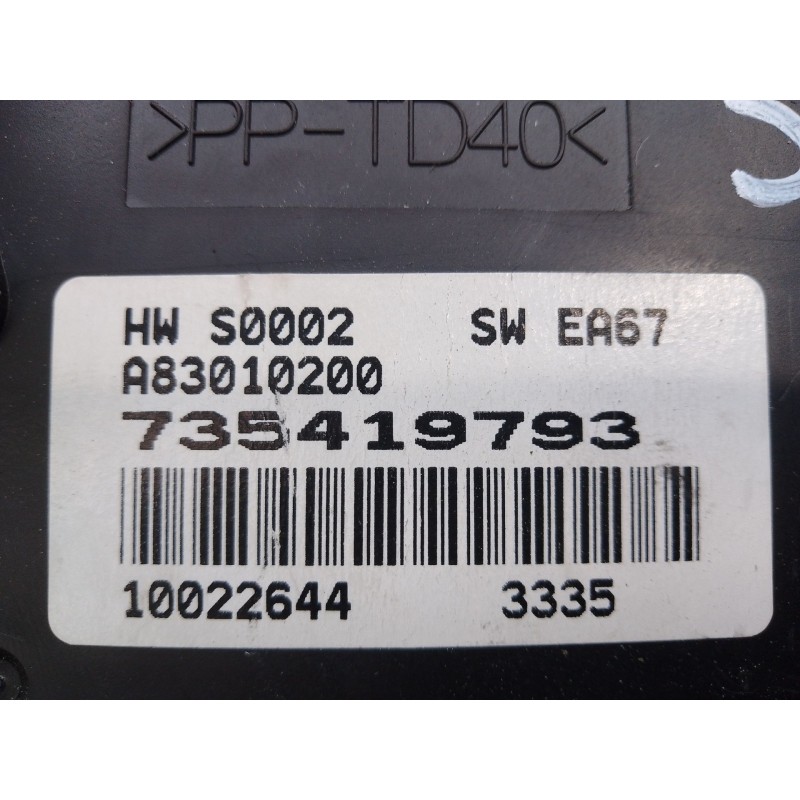 >PP-TD40<
HW S0002 SW EA67
A83010200
735419793
10022644 3335